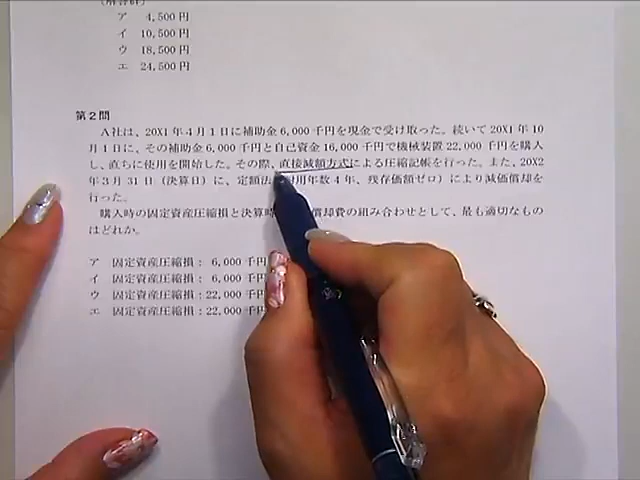 (解答群)
ア 4,500円
イ 10,500円
ウ 18,500円
エ 24,500円
第2問
A社は、20X1年4月1日に補助金6,000千円を現金で受け取った。続いて20X1年10
月1日に、その補助金6,000千円と自己資金16,000千円で機械装置22,000千円を購入
し、直ちに使用を開始した。その際、直接減額方式による圧縮記帳を行った。また、20X2
年3月31日(決算日)に、定額法 用年数4年、残存価額ゼロ)により減価償却を
行った。
購入時の固定資産圧縮損と決算時 償却費の組み合わせとして、最も適切なもの
はどれか。
ア 固定資産圧縮損:6,000千円
イ 固定資産圧縮損:6,000千円
ウ 固定資産圧縮損:22,000千円
エ 固定資産圧縮損:22,000千円